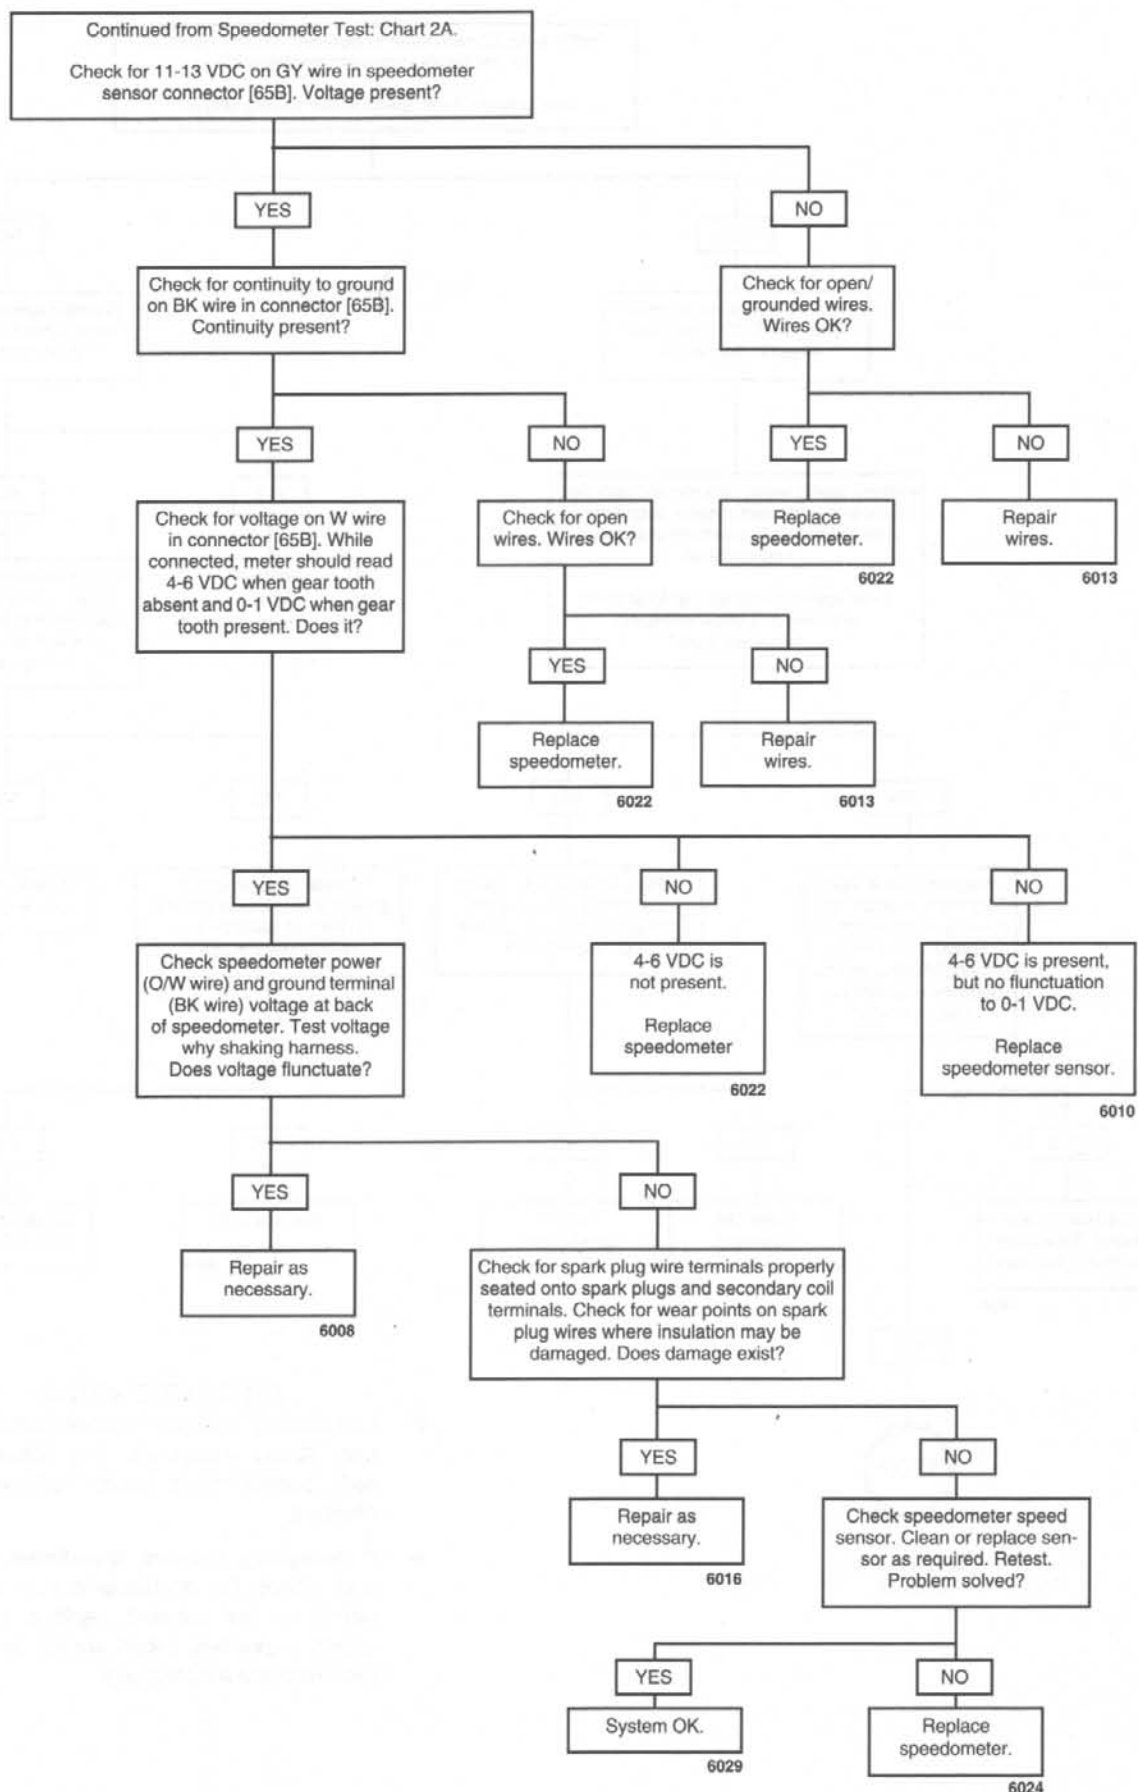 Continued from Speedometer Test: Chart 2A.
Check for 11-13 VDC on GY wire in speedometer
sensor connector [65B]. Voltage present?
YES
NO
Check for continuity to ground
on BK wire in connector [65B].
Continuity present?
Check for open/
grounded wires.
Wires OK?
YES
NO
YES
NO
Check for voltage on W wire
in connector [65B]. While
connected, meter should read
4-6 VDC when gear tooth
absent and 0-1 VDC when gear
tooth present. Does it?
Check for open
wires. Wires OK?
Replace
speedometer.
6022
Repair
wires.
6013
YES
NO
Replace
speedometer.
6022
Repair
wires.
6013
YES
NO
NO
Check speedometer power
(O/W wire) and ground terminal
(BK wire) voltage at back
of speedometer. Test voltage
why shaking harness.
Does voltage flunctuate?
4-6 VDC is
not present.
Replace
speedometer
6022
4-6 VDC is present,
but no flunctuation
to 0-1 VDC.
Replace
speedometer sensor.
6010
YES
NO
Repair as
necessary.
6008
Check for spark plug wire terminals properly
seated onto spark plugs and secondary coil
terminals. Check for wear points on spark
plug wires where insulation may be
damaged. Does damage exist?
YES
NO
Repair as
necessary.
6016
Check speedometer speed
sensor. Clean or replace sen-
sor as required. Retest.
Problem solved?
YES
NO
System OK.
6029
Replace
speedometer.
6024